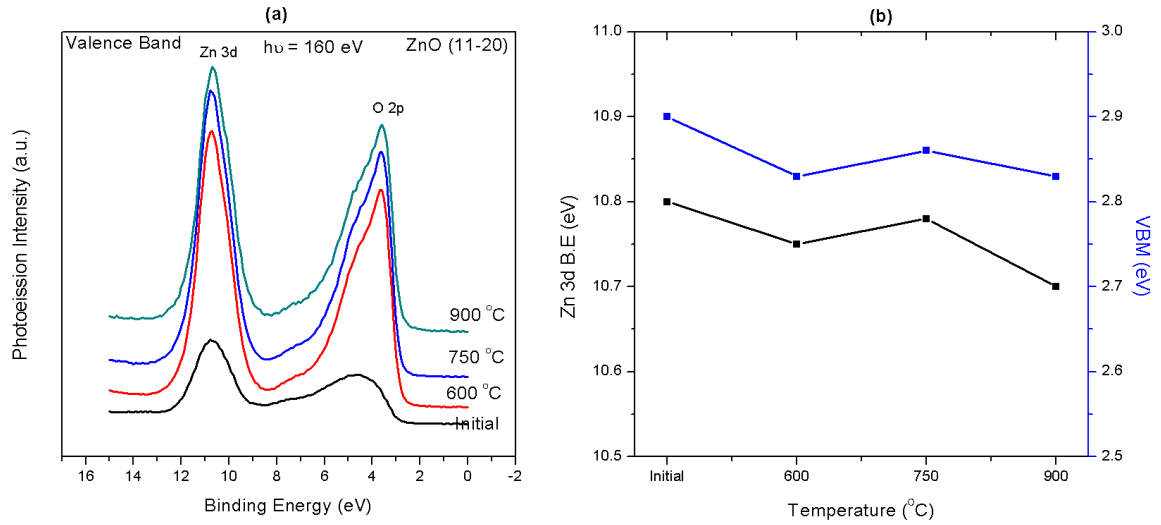 (a)
Valence Band
Zn 3d
hυ = 160 eV
ZnO (11-20)
O 2p
900 °C
750 °C
600 °C
Initial
Photoeission Intensity (a.u.)
16 14 12 10 8 6 4 2 0 -2
Binding Energy (eV)
(b)
11.0
10.9
10.8
10.7
10.6
10.5
Zn 3d B.E (eV)
3.0
2.9
2.8
2.7
2.6
2.5
VBM (eV)
Initial 600 750 900
Temperature (°C)